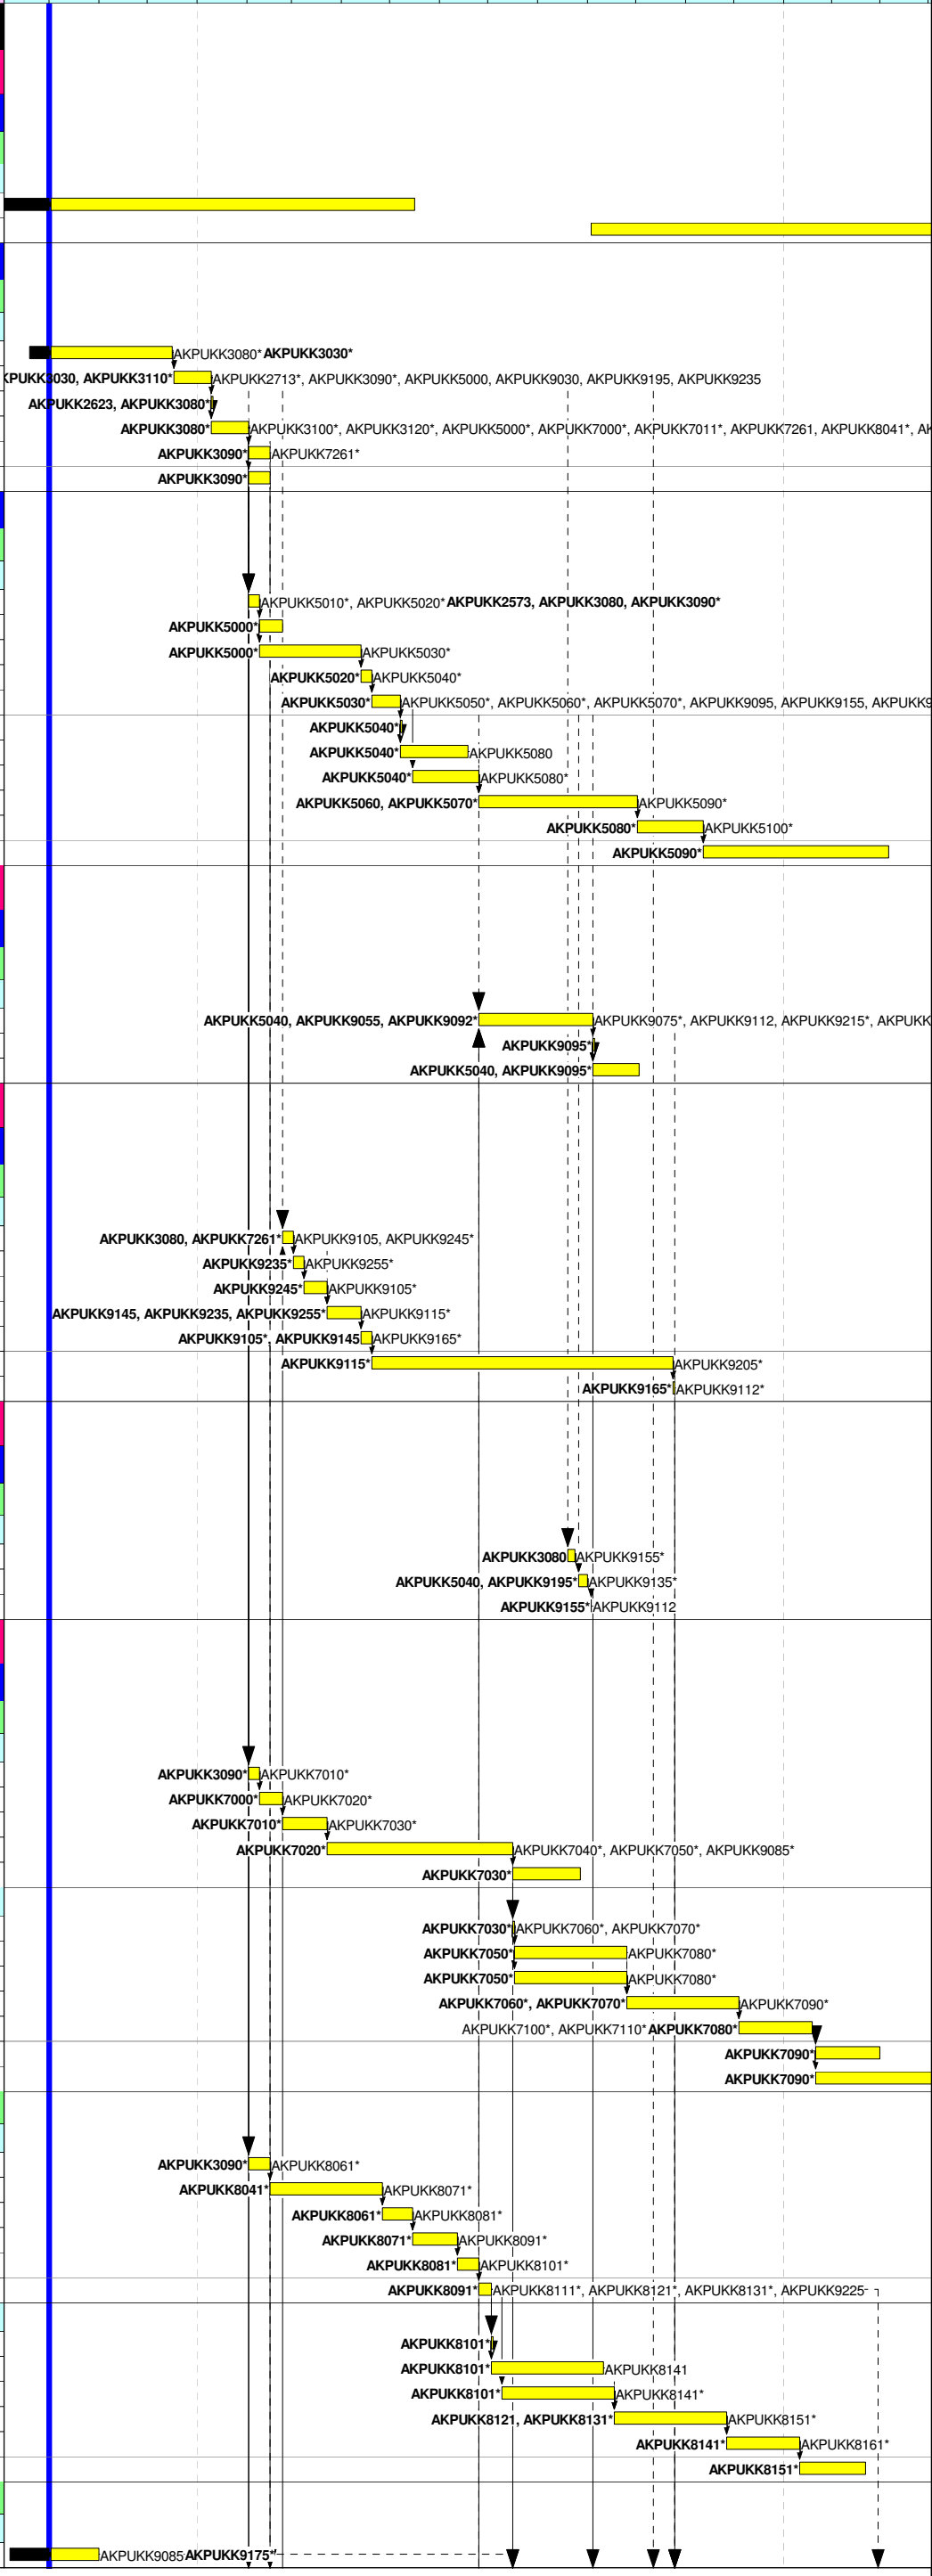 AKPUKK3080* AKPUKK3030*
KPUKK3030, AKPUKK3110* AKPUKK2713*, AKPUKK3090*, AKPUKK5000, AKPUKK9030, AKPUKK9195, AKPUKK9235
AKPUKK2623, AKPUKK3080*
AKPUKK3080* AKPUKK3100*, AKPUKK3120*, AKPUKK5000*, AKPUKK7000*, AKPUKK7011*, AKPUKK7261, AKPUKK8041*, AK
AKPUKK3090* AKPUKK7261*
AKPUKK3090*
AKPUKK5010*, AKPUKK5020* AKPUKK2573, AKPUKK3080, AKPUKK3090*
AKPUKK5000*
AKPUKK5000* AKPUKK5030*
AKPUKK5020* AKPUKK5040*
AKPUKK5030* AKPUKK5050*, AKPUKK5060*, AKPUKK5070*, AKPUKK9095, AKPUKK9155, AKPUKK9
AKPUKK5040*
AKPUKK5040* AKPUKK5080
AKPUKK5040* AKPUKK5080*
AKPUKK5060, AKPUKK5070* AKPUKK5090*
AKPUKK5080* AKPUKK5100*
AKPUKK5090*
AKPUKK5040, AKPUKK9055, AKPUKK9092* AKPUKK9075*, AKPUKK9112, AKPUKK9215*, AKPUKK
AKPUKK9095*
AKPUKK5040, AKPUKK9095*
AKPUKK3080, AKPUKK7261* AKPUKK9105, AKPUKK9245*
AKPUKK9235* AKPUKK9255*
AKPUKK9245* AKPUKK9105*
AKPUKK9145, AKPUKK9235, AKPUKK9255* AKPUKK9115*
AKPUKK9105*, AKPUKK9145 AKPUKK9165*
AKPUKK9115* AKPUKK9205*
AKPUKK9165* AKPUKK9112*
AKPUKK3080 AKPUKK9155*
AKPUKK5040, AKPUKK9195* AKPUKK9135*
AKPUKK9155* AKPUKK9112
AKPUKK3090* AKPUKK7010*
AKPUKK7000* AKPUKK7020*
AKPUKK7010* AKPUKK7030*
AKPUKK7020* AKPUKK7040*, AKPUKK7050*, AKPUKK9085*
AKPUKK7030*
AKPUKK7030* AKPUKK7060*, AKPUKK7070*
AKPUKK7050* AKPUKK7080*
AKPUKK7050* AKPUKK7080*
AKPUKK7060*, AKPUKK7070* AKPUKK7090*
AKPUKK7100*, AKPUKK7110* AKPUKK7080*
AKPUKK7090*
AKPUKK7090*
AKPUKK3090* AKPUKK8061*
AKPUKK8041* AKPUKK8071*
AKPUKK8061* AKPUKK8081*
AKPUKK8071* AKPUKK8091*
AKPUKK8081* AKPUKK8101*
AKPUKK8091* AKPUKK8111*, AKPUKK8121*, AKPUKK8131*, AKPUKK9225
AKPUKK8101*
AKPUKK8101* AKPUKK8141
AKPUKK8101* AKPUKK8141*
AKPUKK8121, AKPUKK8131* AKPUKK8151*
AKPUKK8141* AKPUKK8161*
AKPUKK8151*
AKPUKK9085 AKPUKK9175*